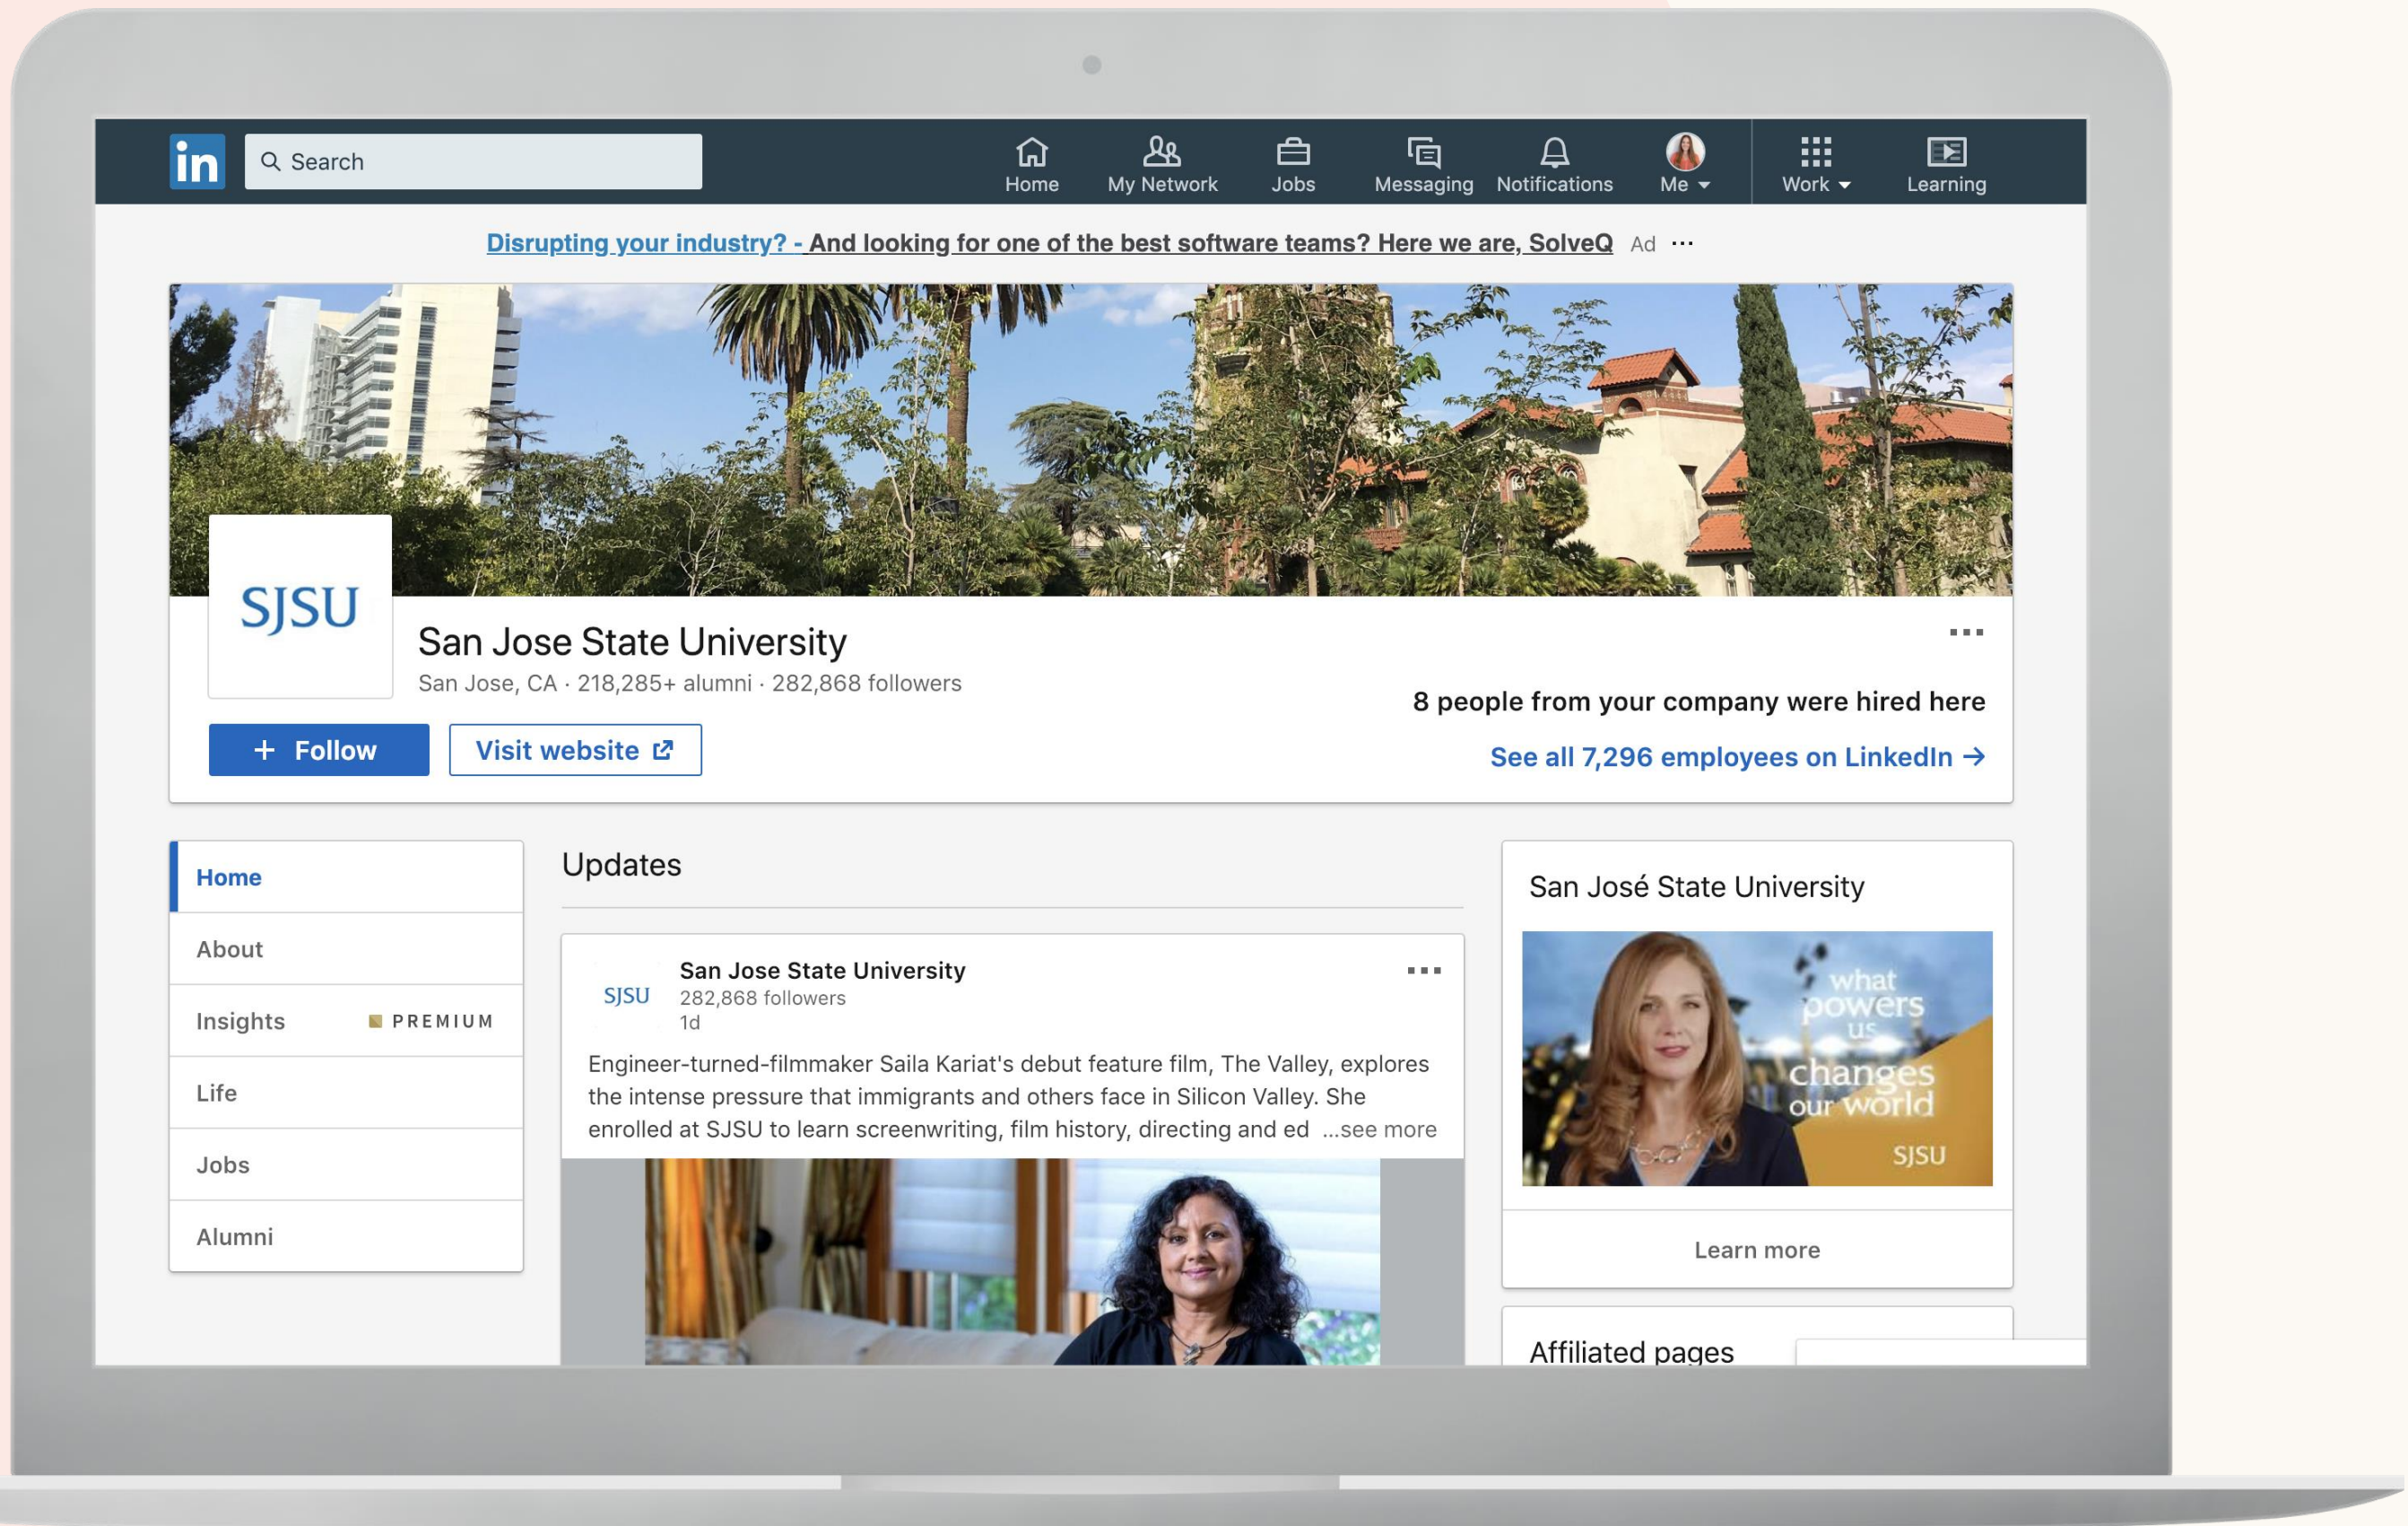 in
Search
Home
My Network
Jobs
Messaging
Notifications
Me
Work
Learning
Disrupting your industry? - And looking for one of the best software teams? Here we are, SolveQ Ad ...
SJSU
San Jose State University
San Jose, CA · 218,285+ alumni · 282,868 followers
8 people from your company were hired here
+ Follow
Visit website
See all 7,296 employees on LinkedIn →
Home
About
Insights PREMIUM
Life
Jobs
Alumni
Updates
SJSU
San Jose State University
282,868 followers
1d
Engineer-turned-filmmaker Saila Kariat's debut feature film, The Valley, explores
the intense pressure that immigrants and others face in Silicon Valley. She
enrolled at SJSU to learn screenwriting, film history, directing and ed ...see more
San José State University
what
powers
us
changes
our world
SJSU
Learn more
Affiliated pages